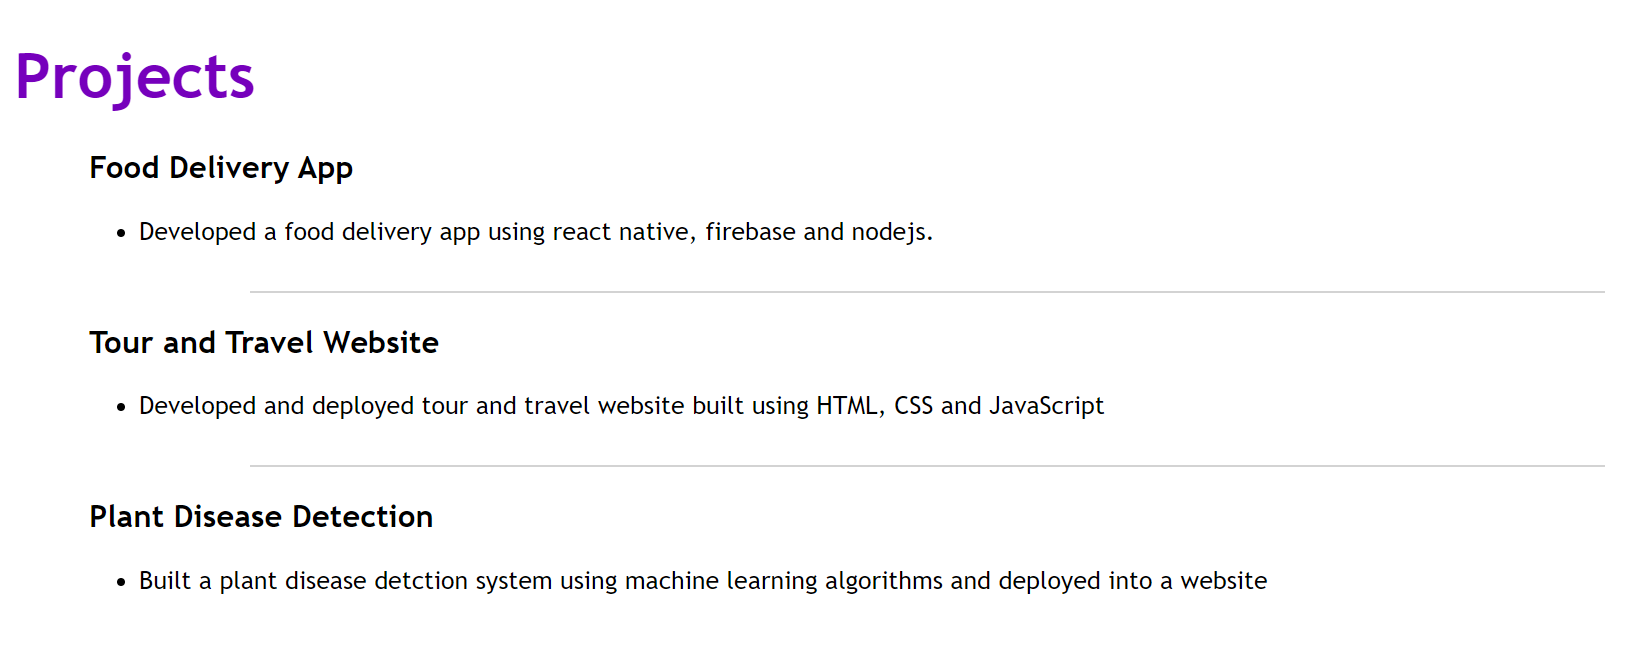 Projects
Food Delivery App
• Developed a food delivery app using react native, firebase and nodejs.
Tour and Travel Website
• Developed and deployed tour and travel website built using HTML, CSS and JavaScript
Plant Disease Detection
• Built a plant disease detction system using machine learning algorithms and deployed into a website